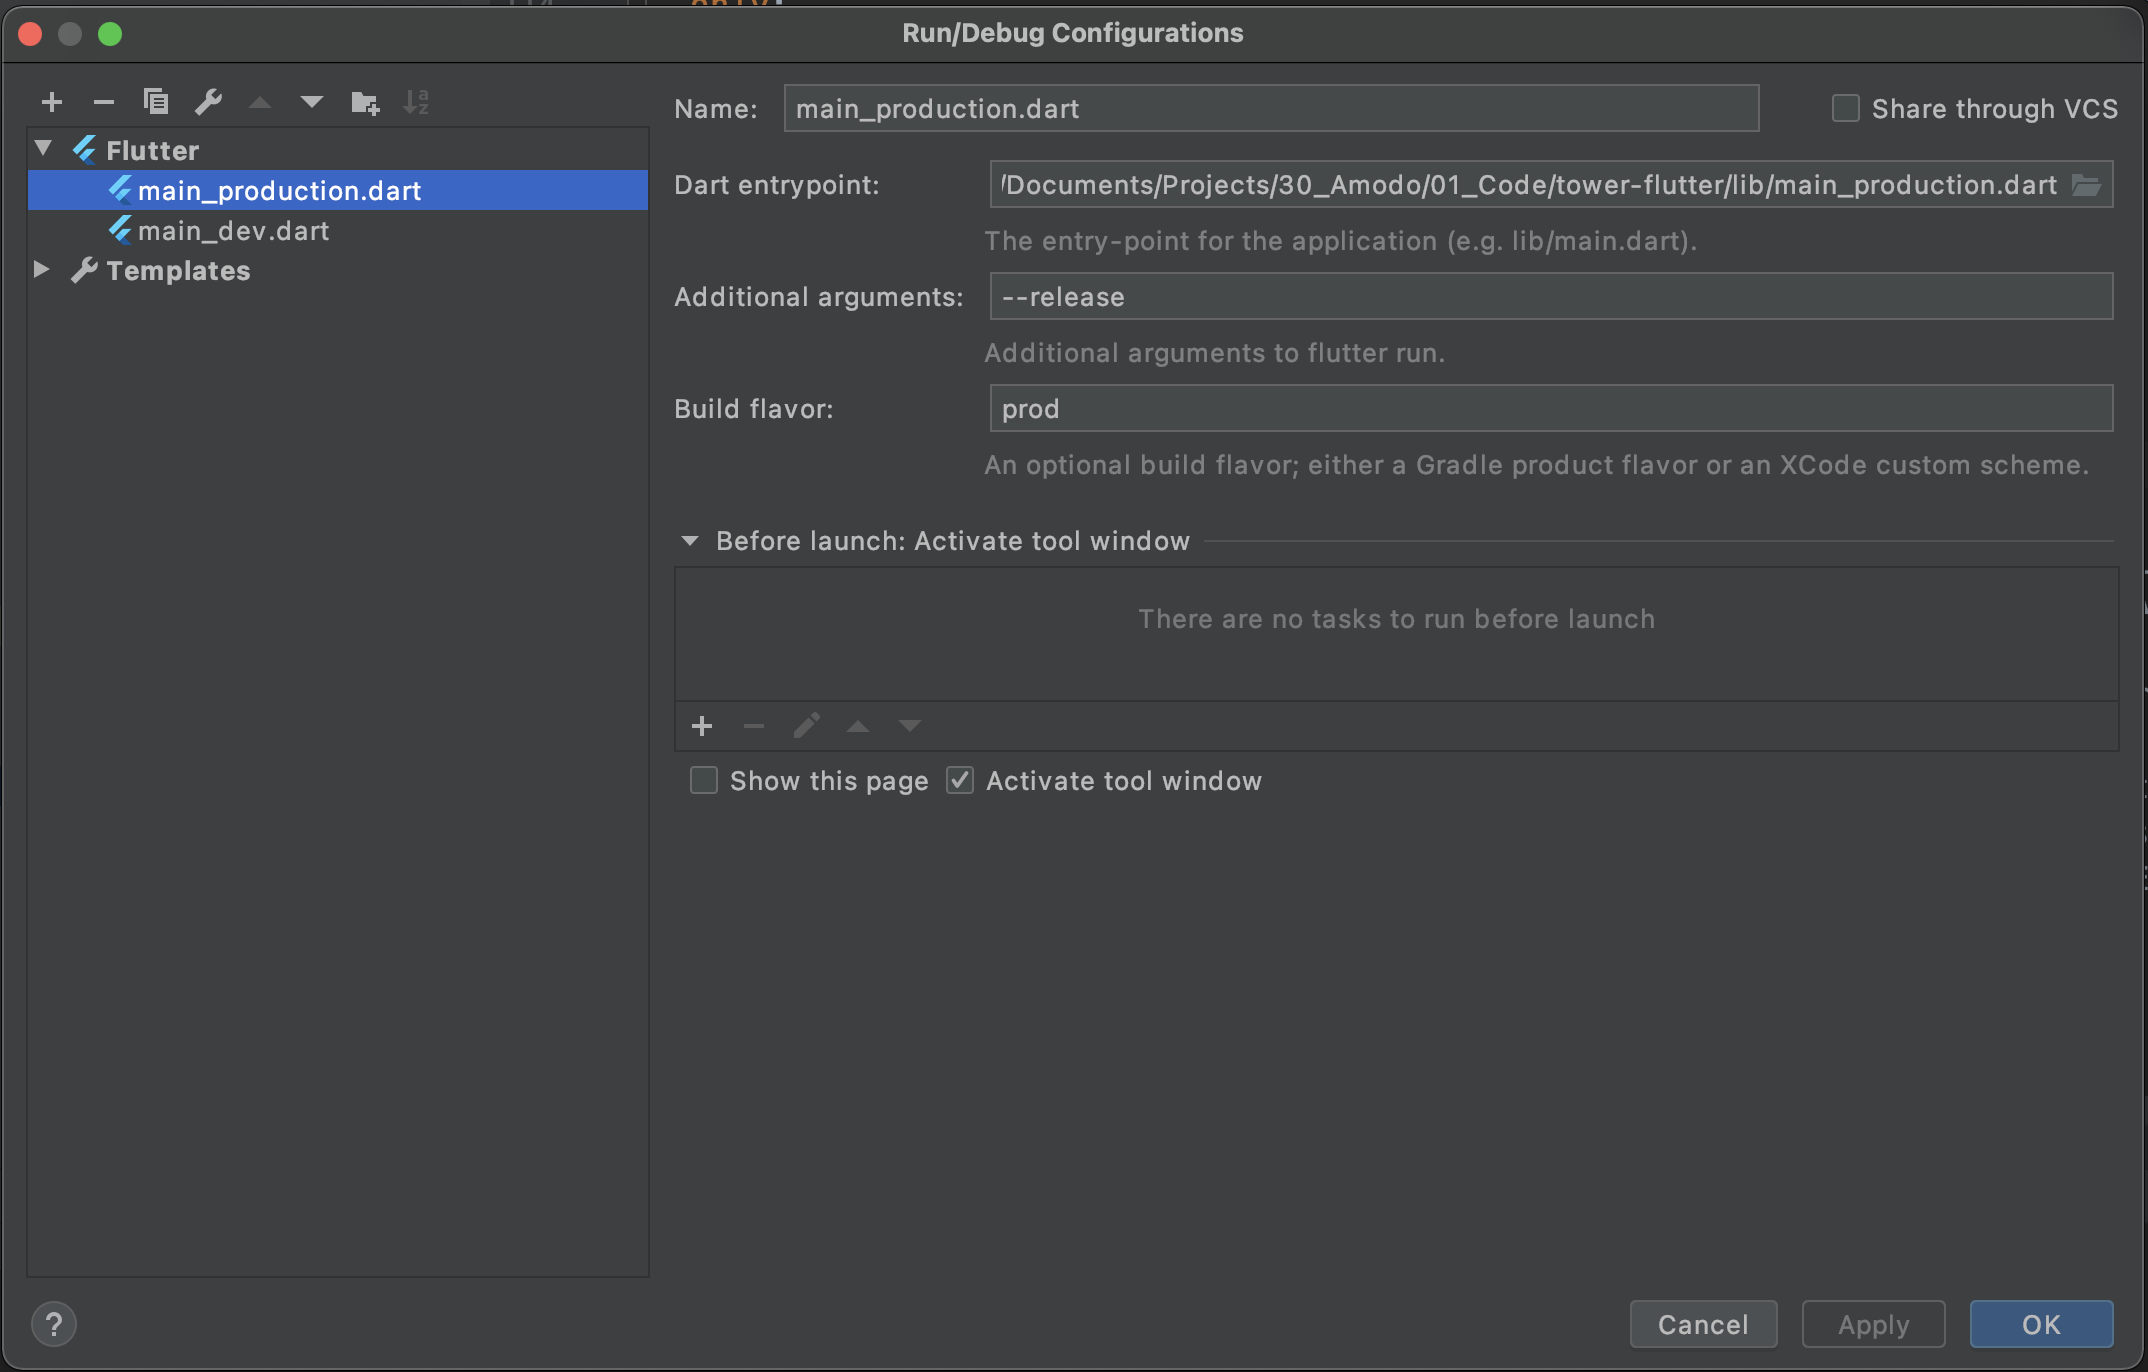 Run/Debug Configurations
Flutter
main_production.dart
main_dev.dart
Templates
Name: main_production.dart
Share through VCS
Dart entrypoint: /Documents/Projects/30_Amodo/01_Code/tower-flutter/lib/main_production.dart
The entry-point for the application (e.g. lib/main.dart).
Additional arguments: --release
Additional arguments to flutter run.
Build flavor: prod
An optional build flavor; either a Gradle product flavor or an XCode custom scheme.
Before launch: Activate tool window
There are no tasks to run before launch
Show this page
Activate tool window
?
Cancel
Apply
OK